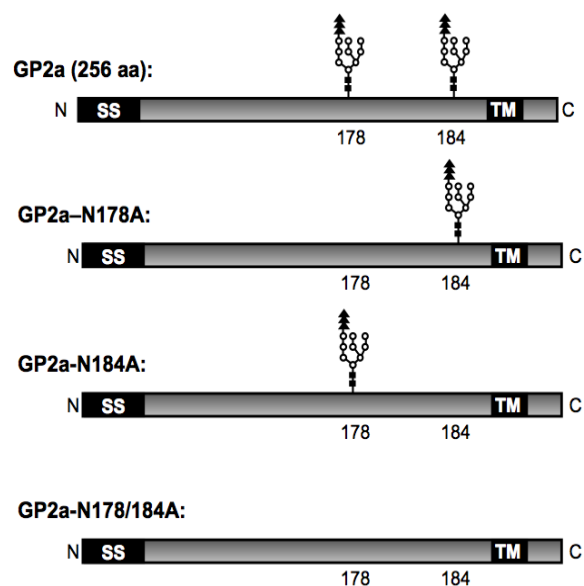 GP2a (256 aa):
N SS TM C
178 184
GP2a–N178A:
N SS TM C
178 184
GP2a-N184A:
N SS TM C
178 184
GP2a-N178/184A:
N SS TM C
178 184